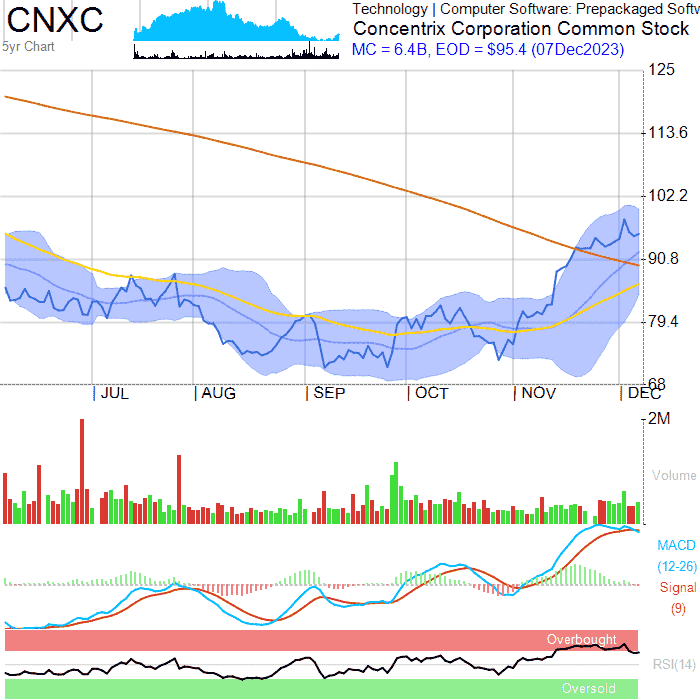 CNXC
5yr Chart
Technology | Computer Software: Prepackaged Softw
Concentrix Corporation Common Stock
MC = 6.4B, EOD = $95.4 (07Dec2023)
125
113.6
102.2
90.8
79.4
68
JUL
AUG
SEP
OCT
NOV
DEC
2M
Volume
MACD
(12-26)
Signal
(9)
Overbought
RSI(14)
Oversold